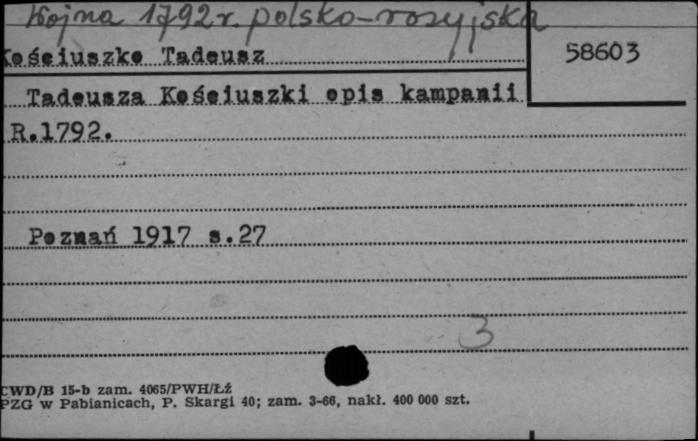 Wojna 1792 r. polsko-rosyjska
Kościuszko Tadeusz
58603
Tadeusza Kościuszki opis kampanii
R.1792.
Poznań 1917 s.27
3
CWD/B 15-b zam. 4065/PWH/ŁŹ
PZG w Pabianicach, P. Skargi 40; zam. 3-66, nakł. 400 000 szt.